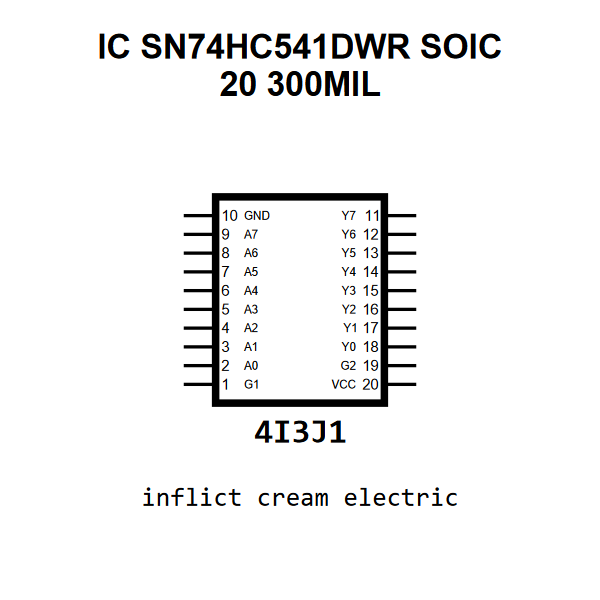 IC SN74HC541DWR SOIC
20 300MIL
10 GND Y7 11
9 A7 Y6 12
8 A6 Y5 13
7 A5 Y4 14
6 A4 Y3 15
5 A3 Y2 16
4 A2 Y1 17
3 A1 Y0 18
2 A0 G2 19
1 G1 VCC 20
4I3J1
inflict cream electric